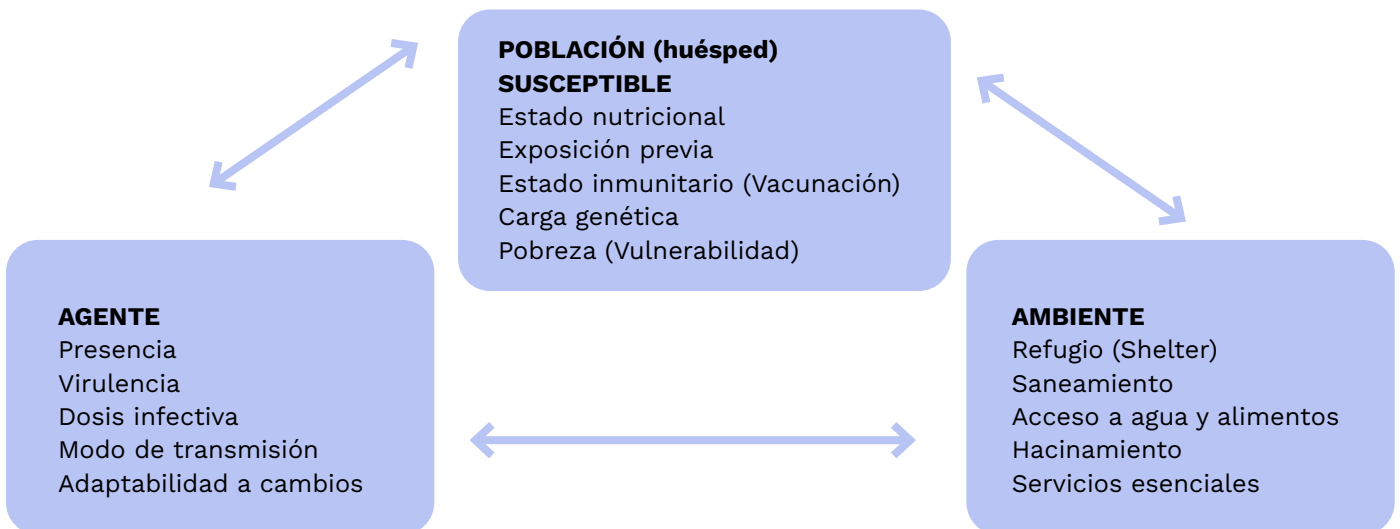 POBLACIÓN (huésped)
SUSCEPTIBLE
Estado nutricional
Exposición previa
Estado inmunitario (Vacunación)
Carga genética
Pobreza (Vulnerabilidad)
AGENTE
Presencia
Virulencia
Dosis infectiva
Modo de transmisión
Adaptabilidad a cambios
AMBIENTE
Refugio (Shelter)
Saneamiento
Acceso a agua y alimentos
Hacinamiento
Servicios esenciales